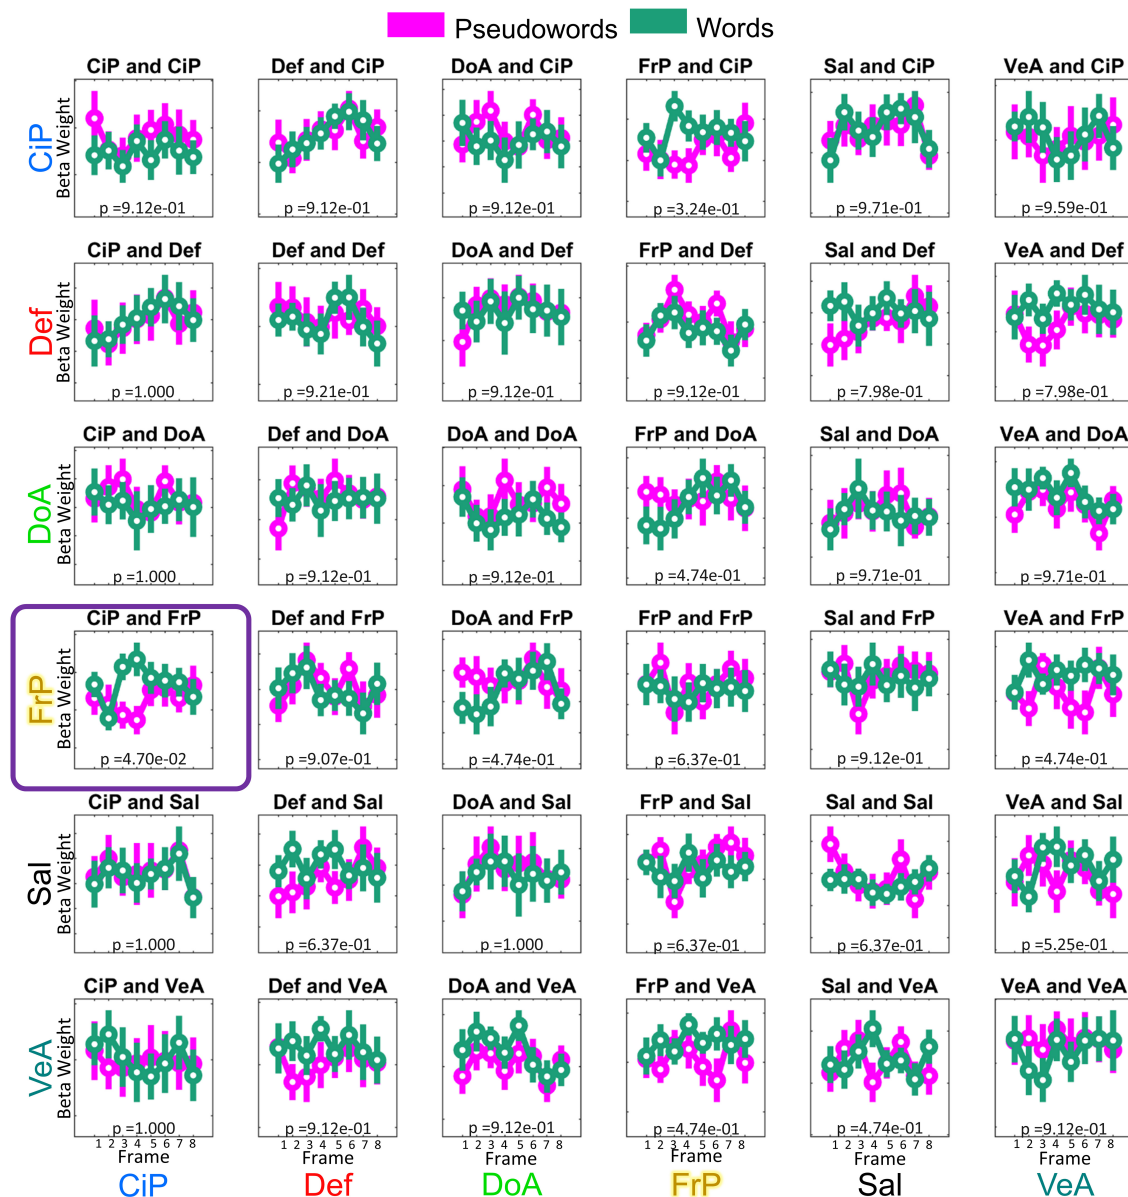 Pseudowords Words
CiP and CiP Def and CiP DoA and CiP FrP and CiP Sal and CiP VeA and CiP
CiP
Beta Weight
p =9.12e-01 p =9.12e-01 p =9.12e-01 p =3.24e-01 p =9.71e-01 p =9.59e-01
CiP and Def Def and Def DoA and Def FrP and Def Sal and Def VeA and Def
Def
Beta Weight
p =1.000 p =9.21e-01 p =9.12e-01 p =9.12e-01 p =7.98e-01 p =7.98e-01
CiP and DoA Def and DoA DoA and DoA FrP and DoA Sal and DoA VeA and DoA
DoA
Beta Weight
p =1.000 p =9.12e-01 p =9.12e-01 p =4.74e-01 p =9.71e-01 p =9.71e-01
CiP and FrP Def and FrP DoA and FrP FrP and FrP Sal and FrP VeA and FrP
FrP
Beta Weight
p =4.70e-02 p =9.07e-01 p =4.74e-01 p =6.37e-01 p =9.12e-01 p =4.74e-01
CiP and Sal Def and Sal DoA and Sal FrP and Sal Sal and Sal VeA and Sal
Sal
Beta Weight
p =1.000 p =6.37e-01 p =1.000 p =6.37e-01 p =6.37e-01 p =5.25e-01
CiP and VeA Def and VeA DoA and VeA FrP and VeA Sal and VeA VeA and VeA
VeA
Beta Weight
p =1.000 p =9.12e-01 p =9.12e-01 p =4.74e-01 p =4.74e-01 p =9.12e-01
1 2 3 4 5 6 7 8 1 2 3 4 5 6 7 8 1 2 3 4 5 6 7 8 1 2 3 4 5 6 7 8 1 2 3 4 5 6 7 8 1 2 3 4 5 6 7 8
Frame Frame Frame Frame Frame Frame
CiP Def DoA FrP Sal VeA